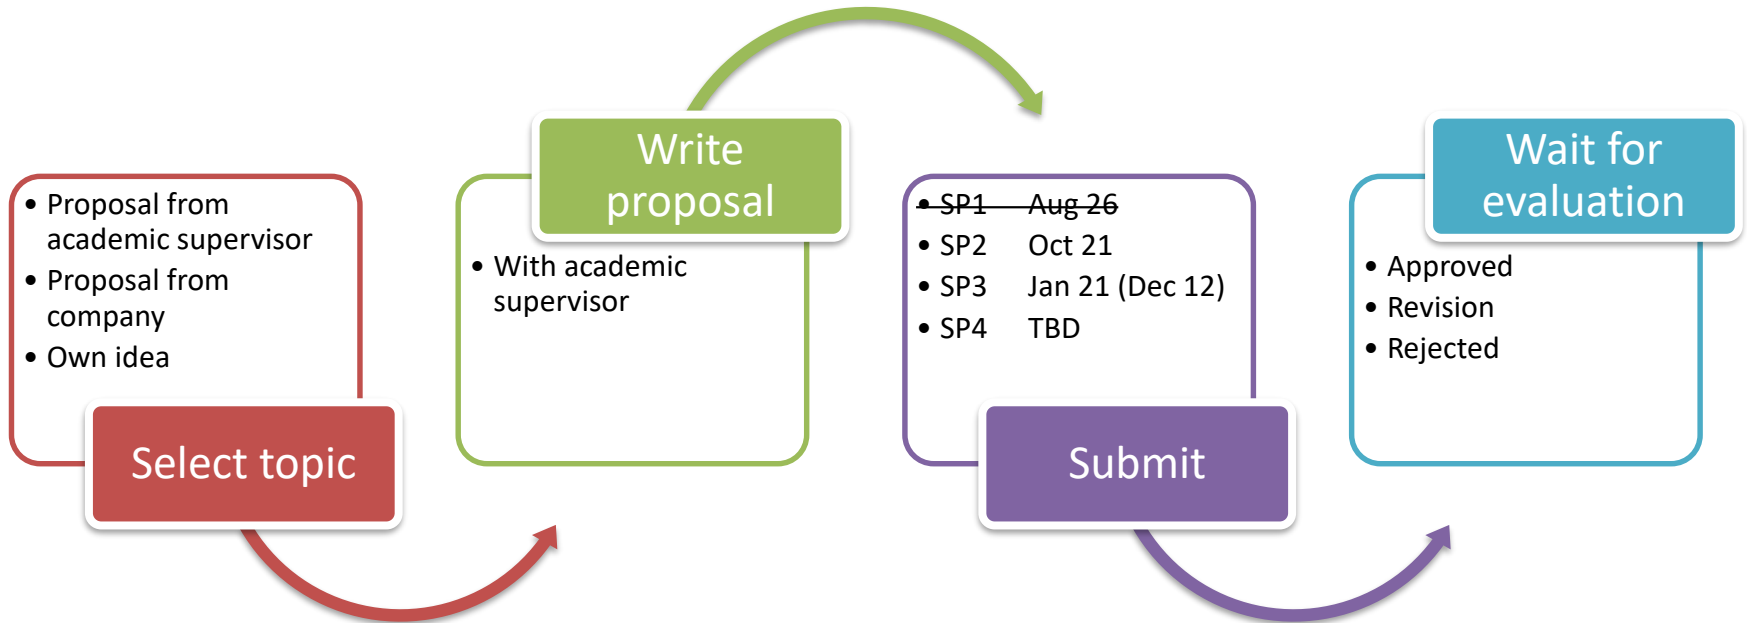 • Proposal from
academic supervisor
• Proposal from
company
• Own idea
Select topic
Write
proposal
• With academic
supervisor
• SP1 Aug 26
• SP2 Oct 21
• SP3 Jan 21 (Dec 12)
• SP4 TBD
Submit
Wait for
evaluation
• Approved
• Revision
• Rejected